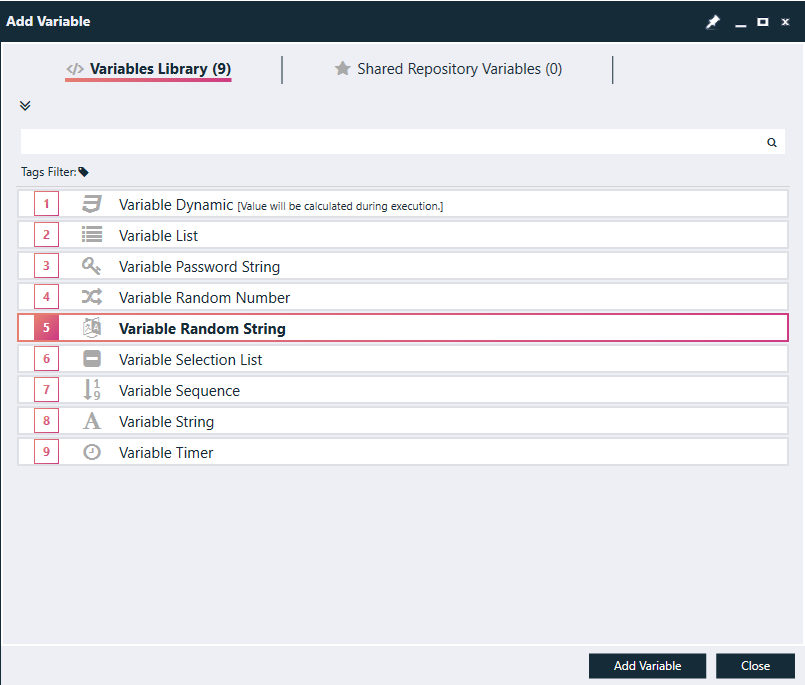 Add Variable
Variables Library (9)
Shared Repository Variables (0)
Tags Filter:
1 Variable Dynamic [Value will be calculated during execution.]
2 Variable List
3 Variable Password String
4 Variable Random Number
5 Variable Random String
6 Variable Selection List
7 Variable Sequence
8 Variable String
9 Variable Timer
Add Variable
Close